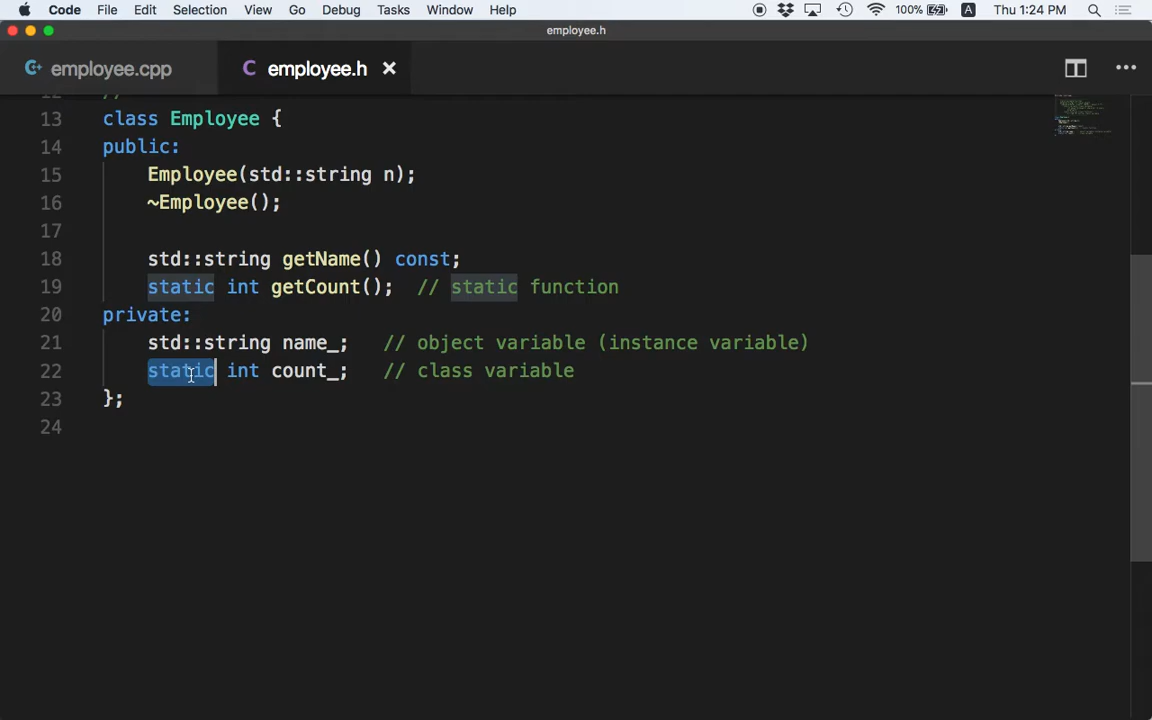 Code File Edit Selection View Go Debug Tasks Window Help 100% A Thu 1:24 PM
employee.h
employee.cpp C employee.h
12 //
13 class Employee {
14 public:
15 Employee(std::string n);
16 ~Employee();
17
18 std::string getName() const;
19 static int getCount(); // static function
20 private:
21 std::string name_; // object variable (instance variable)
22 static int count_; // class variable
23 };
24